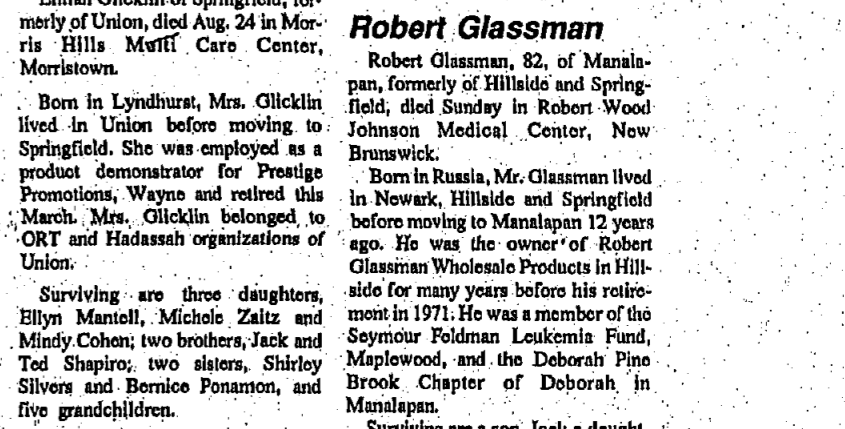 merly of Union, died Aug. 24 in Mor-
ris Hills Multi Care Center,
Morristown.
Born in Lyndhurst, Mrs. Glicklin
lived in Union before moving to
Springfield. She was employed as a
product demonstrator for Prestige
Promotions, Wayne and retired this
March. Mrs. Glicklin belonged to
ORT and Hadassah organizations of
Union.
Surviving are three daughters,
Ellyn Mantell, Michele Zaitz and
Mindy Cohen; two brothers, Jack and
Ted Shapiro; two sisters, Shirley
Silvers and Bernice Ponamon, and
five grandchildren.
Robert Glassman
Robert Glassman, 82, of Manala-
pan, formerly of Hillside and Spring-
field, died Sunday in Robert Wood
Johnson Medical Center, New
Brunswick.
Born in Russia, Mr. Glassman lived
in Newark, Hillside and Springfield
before moving to Manalapan 12 years
ago. He was the owner of Robert
Glassman Wholesale Products in Hill-
side for many years before his retire-
ment in 1971. He was a member of the
Seymour Feldman Leukemia Fund,
Maplewood, and the Deborah Pine
Brook Chapter of Deborah in
Manalapan.
Surviving are a son, Jack; a daught-